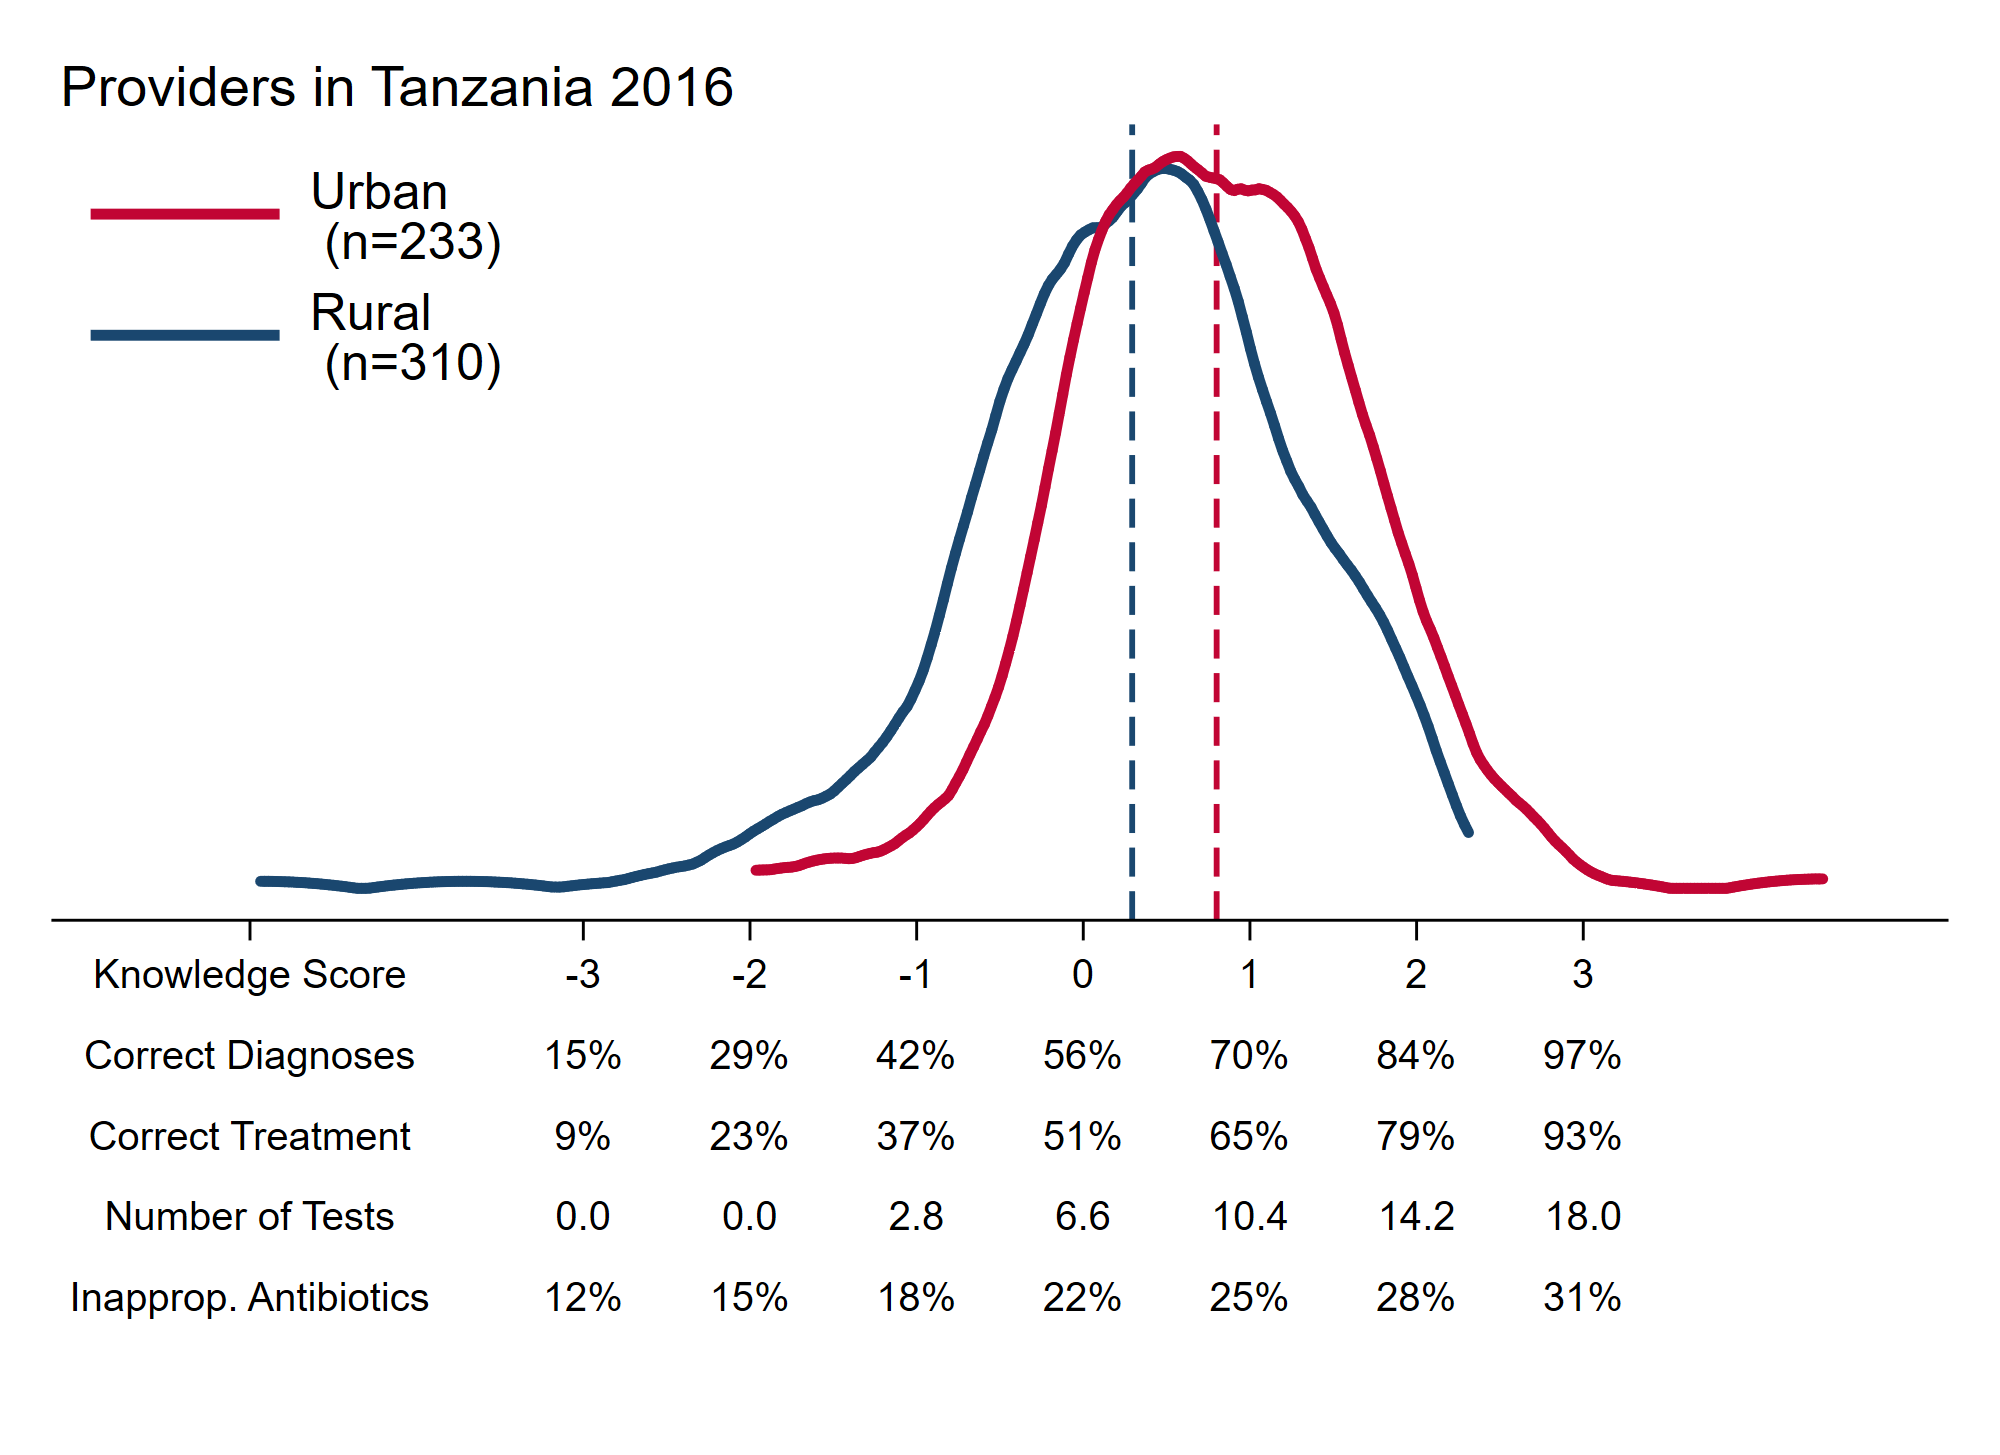 Providers in Tanzania 2016
Urban
(n=233)
Rural
(n=310)
Knowledge Score -3 -2 -1 0 1 2 3
Correct Diagnoses 15% 29% 42% 56% 70% 84% 97%
Correct Treatment 9% 23% 37% 51% 65% 79% 93%
Number of Tests 0.0 0.0 2.8 6.6 10.4 14.2 18.0
Inapprop. Antibiotics 12% 15% 18% 22% 25% 28% 31%